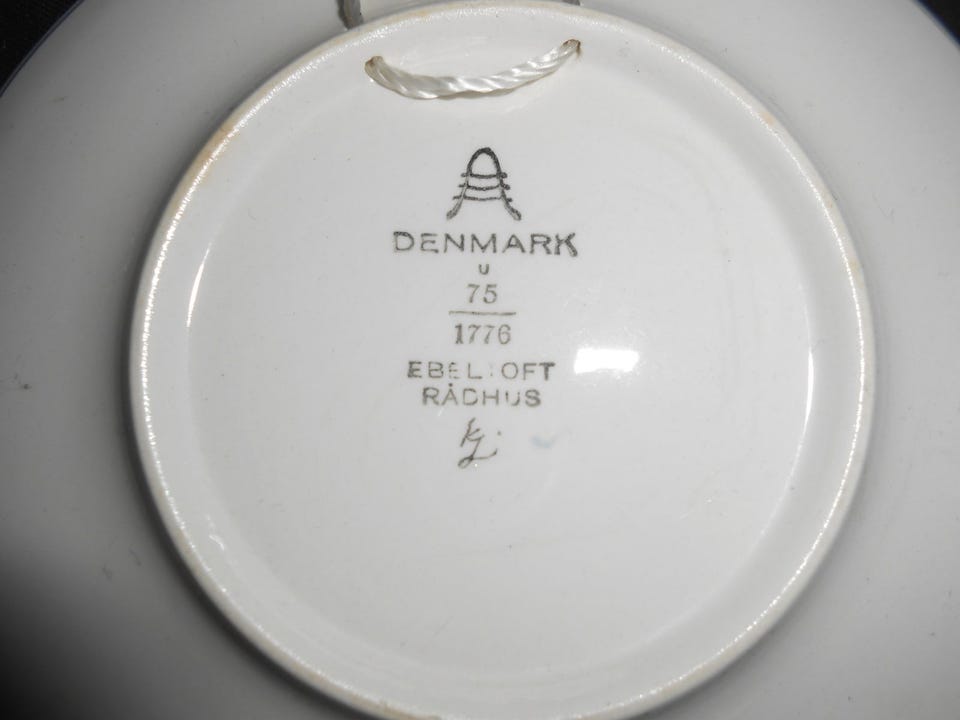 DENMARK
U
75
1776
EBELTOFT
RÅDHUS